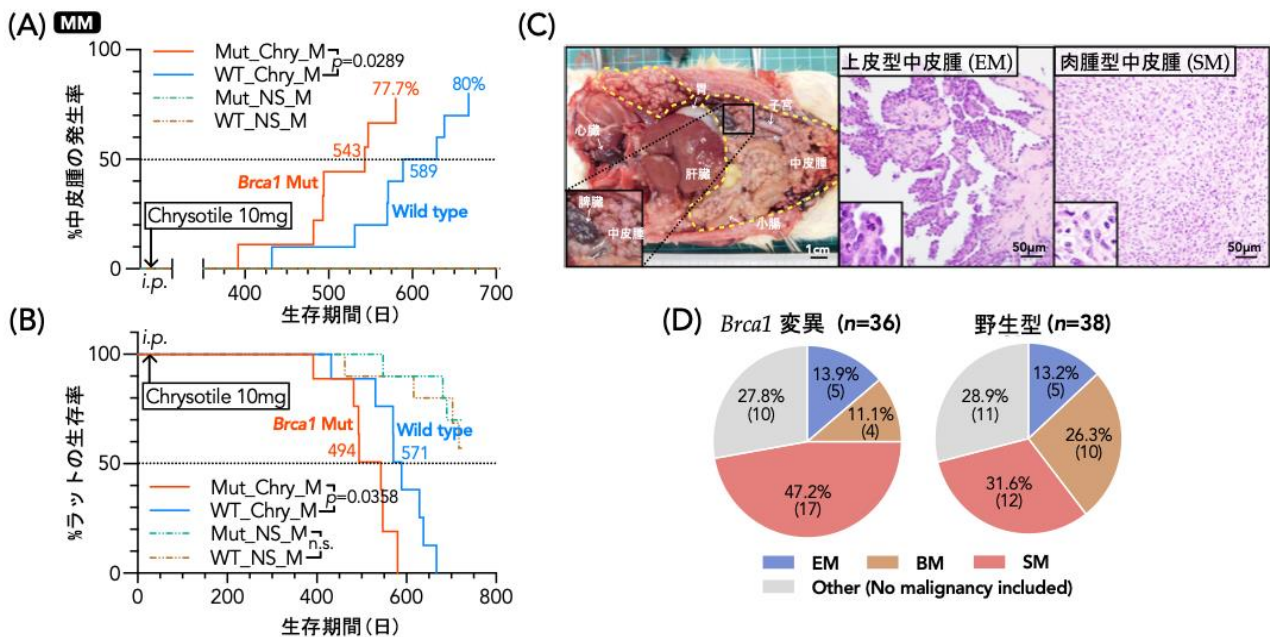 (A) MM
100
50
0
%中皮腫の発生率
Mut_Chry_M
WT_Chry_M
p=0.0289
Mut_NS_M
WT_NS_M
77.7%
80%
543
589
Brca1 Mut
Wild type
Chrysotile 10mg
i.p.
400
500
600
700
生存期間(日)
(B)
i.p.
100
50
0
%ラットの生存率
Chrysotile 10mg
Brca1 Mut
Wild type
494
571
Mut_Chry_M
WT_Chry_M
p=0.0358
Mut_NS_M
WT_NS_M
n.s.
0
200
400
600
800
生存期間(日)
(C)
胃
子宮
心臓
肝臓
中皮腫
脾臓
中皮腫
小腸
1cm
上皮型中皮腫 (EM)
50μm
肉腫型中皮腫 (SM)
50μm
(D)
Brca1 変異 (n=36)
13.9%
(5)
11.1%
(4)
47.2%
(17)
27.8%
(10)
野生型 (n=38)
13.2%
(5)
26.3%
(10)
31.6%
(12)
28.9%
(11)
EM
BM
SM
Other (No malignancy included)